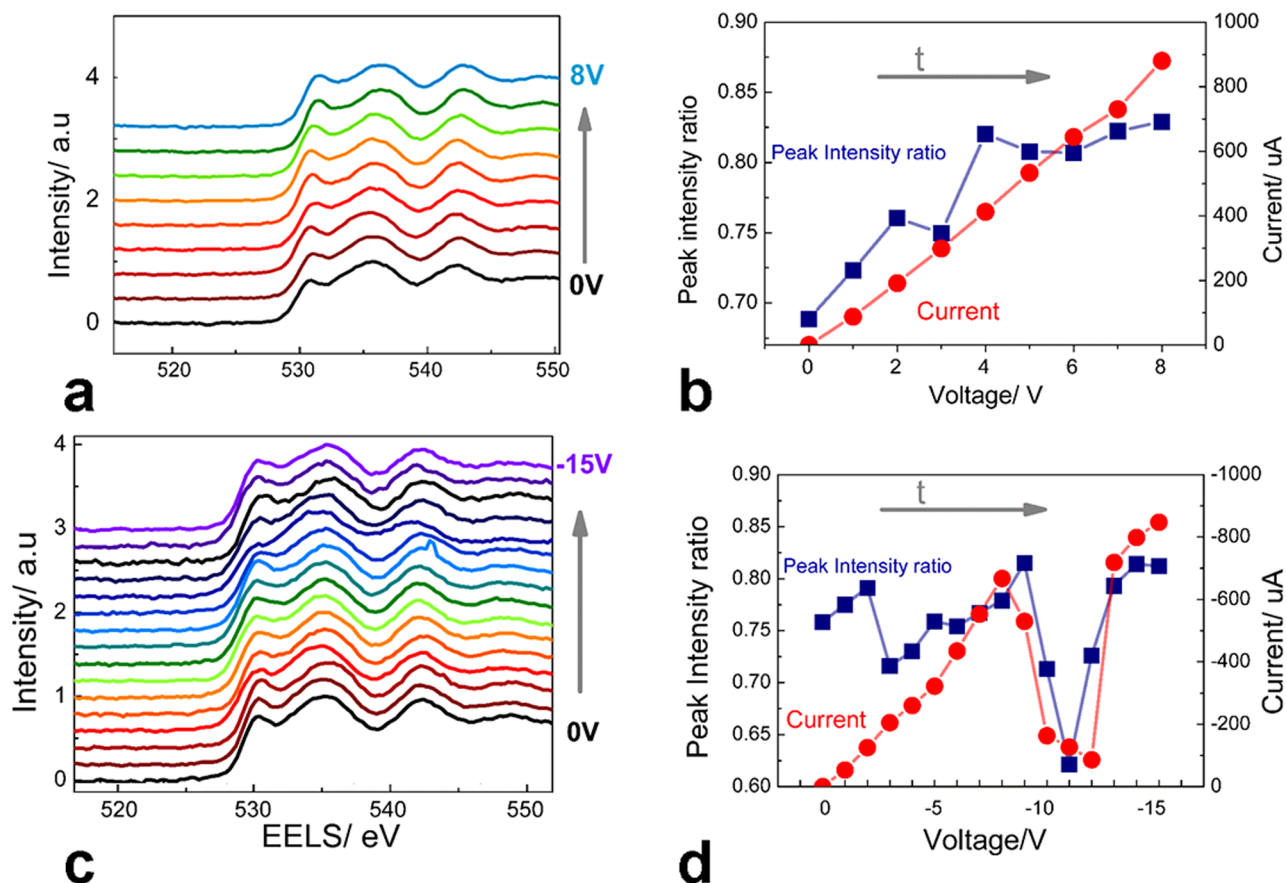 Intensity/ a.u
4
2
0
8V
0V
520
530
540
550
a
Peak intensity ratio
0.90
0.85
0.80
0.75
0.70
t
Peak Intensity ratio
Current
1000
800
600
400
200
0
Current/ uA
0 2 4 6 8
Voltage/ V
b
Intensity/ a.u
4
3
2
1
0
-15V
0V
520 530 540 550
EELS/ eV
c
Peak Intensity ratio
0.90
0.85
0.80
0.75
0.70
0.65
0.60
t
Peak Intensity ratio
Current
-1000
-800
-600
-400
-200
0
Current/ uA
0 -5 -10 -15
Voltage/V
d